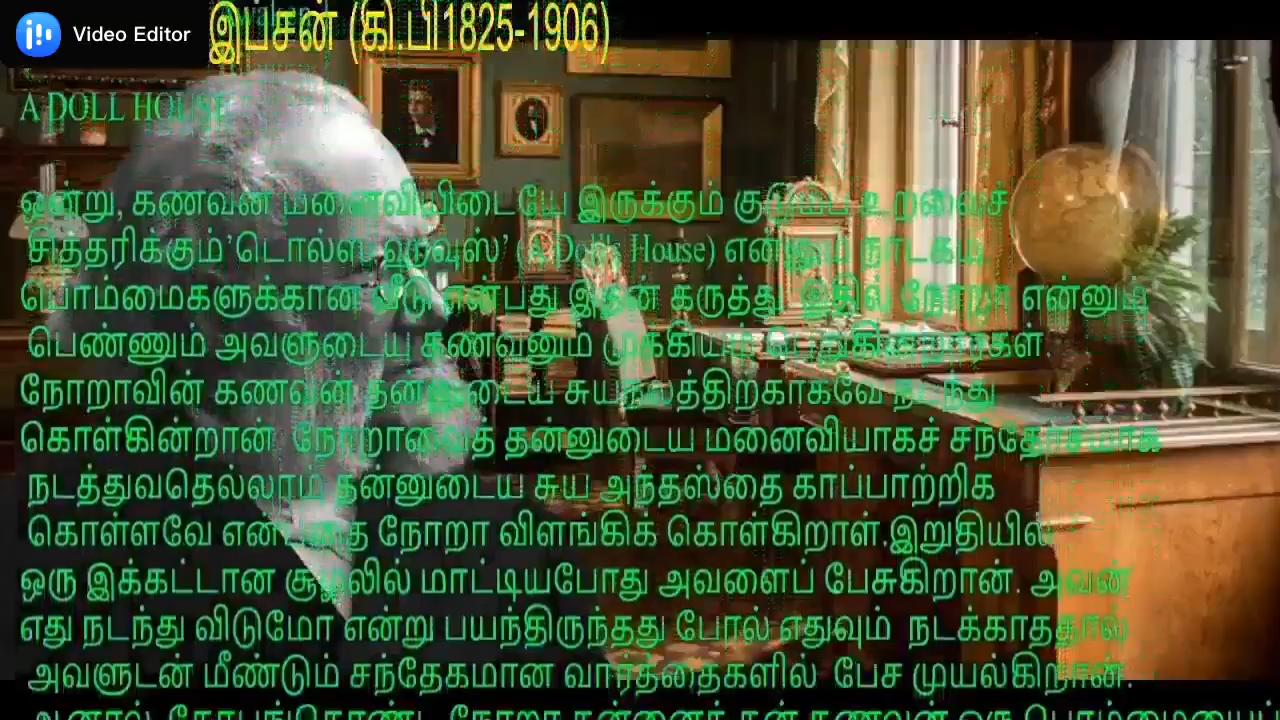 Video Editor
இப்சன் (கி.பி1825-1906)
A DOLL HOUSE
ஒன்று, கணவன் மனைவியிடையே இருக்கும் உறவைச்
சித்தரிக்கும்'டொல்ஸ் ஹவுஸ்' (A Doll's House) என்னும் நாடகம்
பொம்மைகளுக்கான வீடு என்பது இதன் கருத்து. இதில் நோறா என்னும்
பெண்ணும் அவளுடைய கணவனும் முக்கியம்
நோறாவின் கணவன் தன்னுடைய சுயநலத்திற்காகவே நடந்து
கொள்கின்றான். நோறாவைத் தன்னுடைய மனைவியாகச் சந்தோசமாக
நடத்துவதெல்லாம் தன்னுடைய சுய அந்தஸ்தை காப்பாற்றிக்
கொள்ளவே என்பதை நோறா விளங்கிக் கொள்கிறாள்.இறுதியில்
ஒரு இக்கட்டான சூழலில் மாட்டியபோது அவளைப் பேசுகிறான். அவன்
எது நடந்து விடுமோ என்று பயந்திருந்தது போல் எதுவும் நடக்காததால்
அவளுடன் மீண்டும் சந்தேகமான வார்த்தைகளில் பேச முயல்கிறான்.